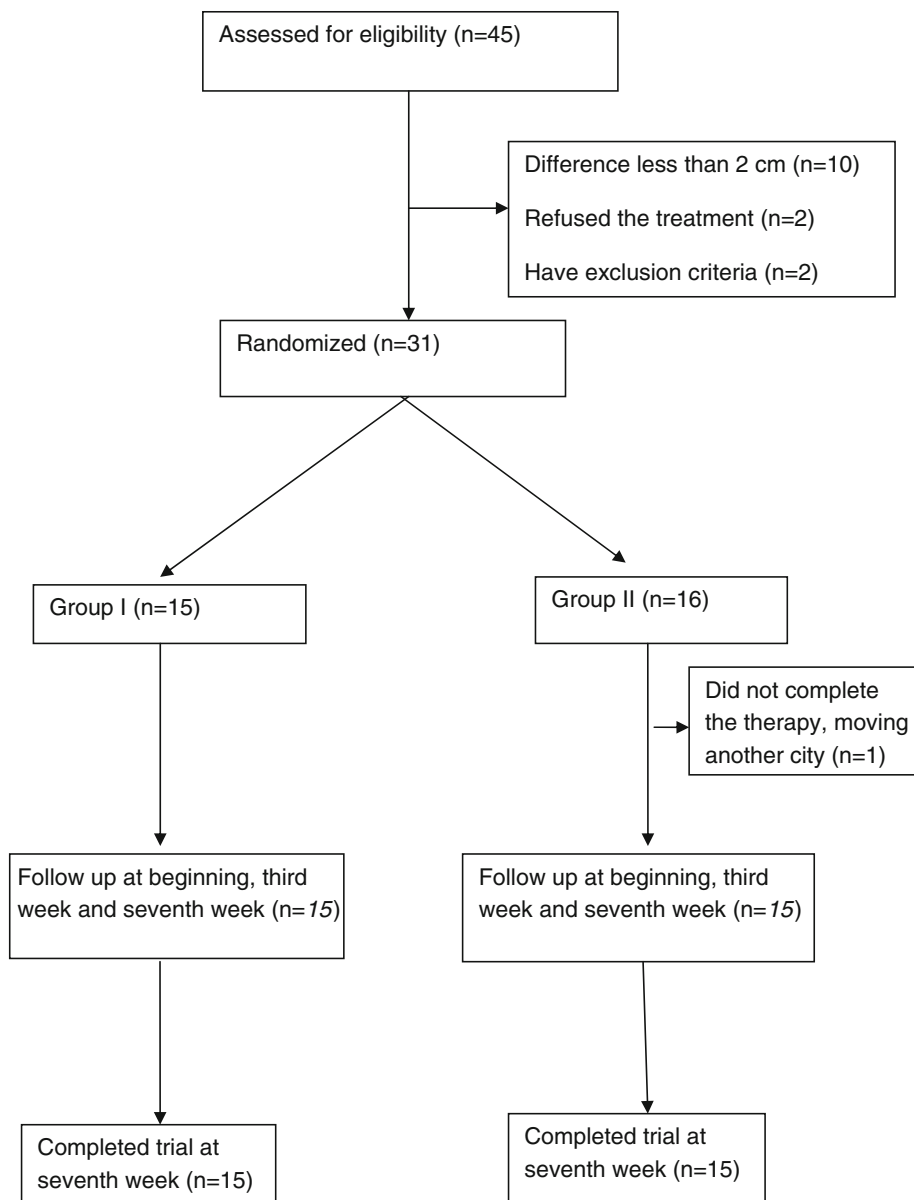 Assessed for eligibility (n=45)
Difference less than 2 cm (n=10)
Refused the treatment (n=2)
Have exclusion criteria (n=2)
Randomized (n=31)
Group I (n=15)
Group II (n=16)
Did not complete
the therapy, moving
another city (n=1)
Follow up at beginning, third
week and seventh week (n=15)
Follow up at beginning, third
week and seventh week (n=15)
Completed trial at
seventh week (n=15)
Completed trial at
seventh week (n=15)